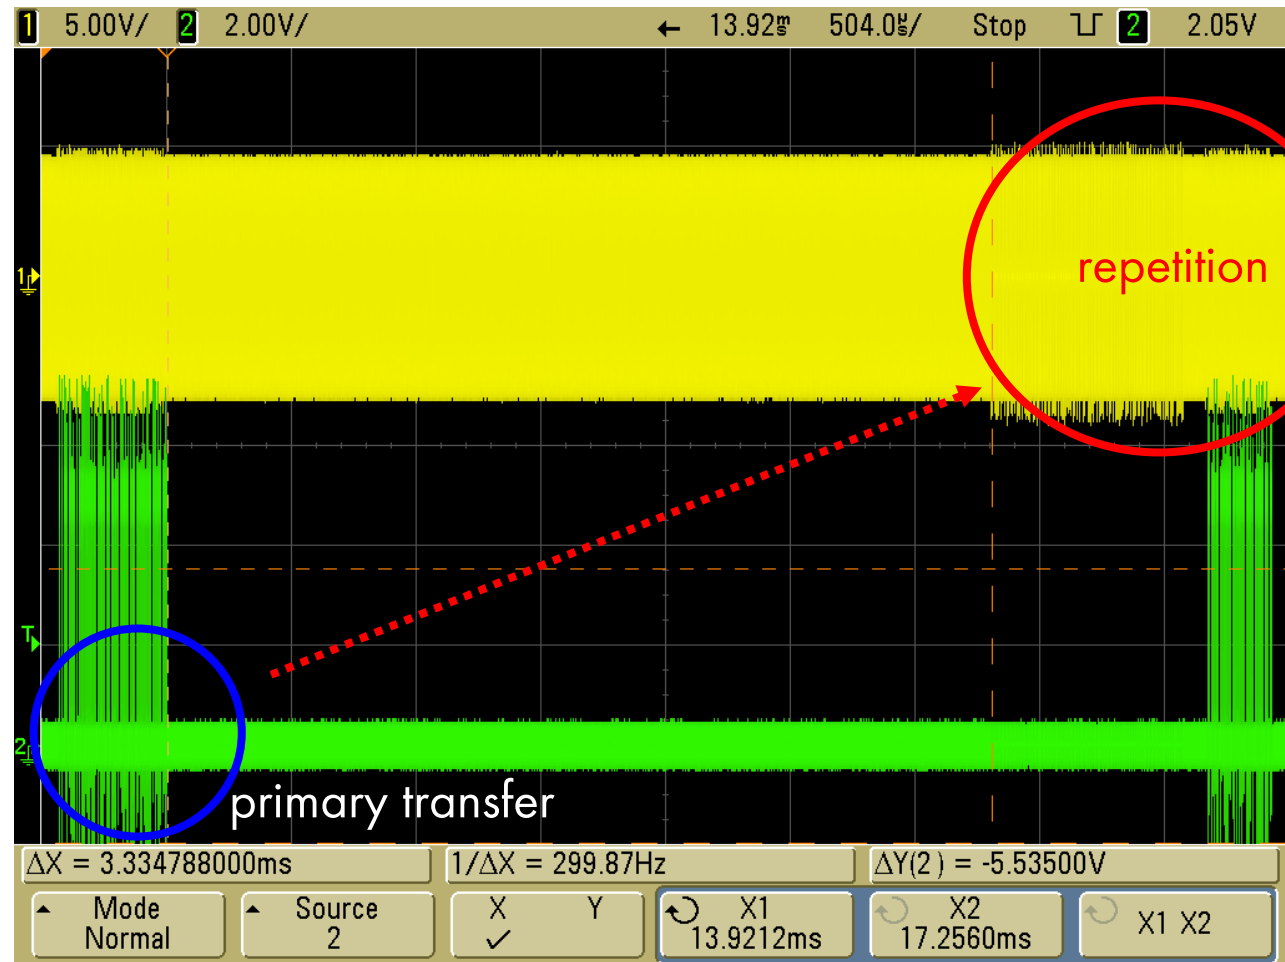 1 5.00V/ 2 2.00V/ 13.92ms 504.0µs/ Stop 2 2.05V
repetition
1
T
2
primary transfer
ΔX = 3.334788000ms 1/ΔX = 299.87Hz ΔY(2 ) = -5.53500V
Mode Source X Y X1 X2 X1 X2
Normal 2 ✓ 13.9212ms 17.2560ms